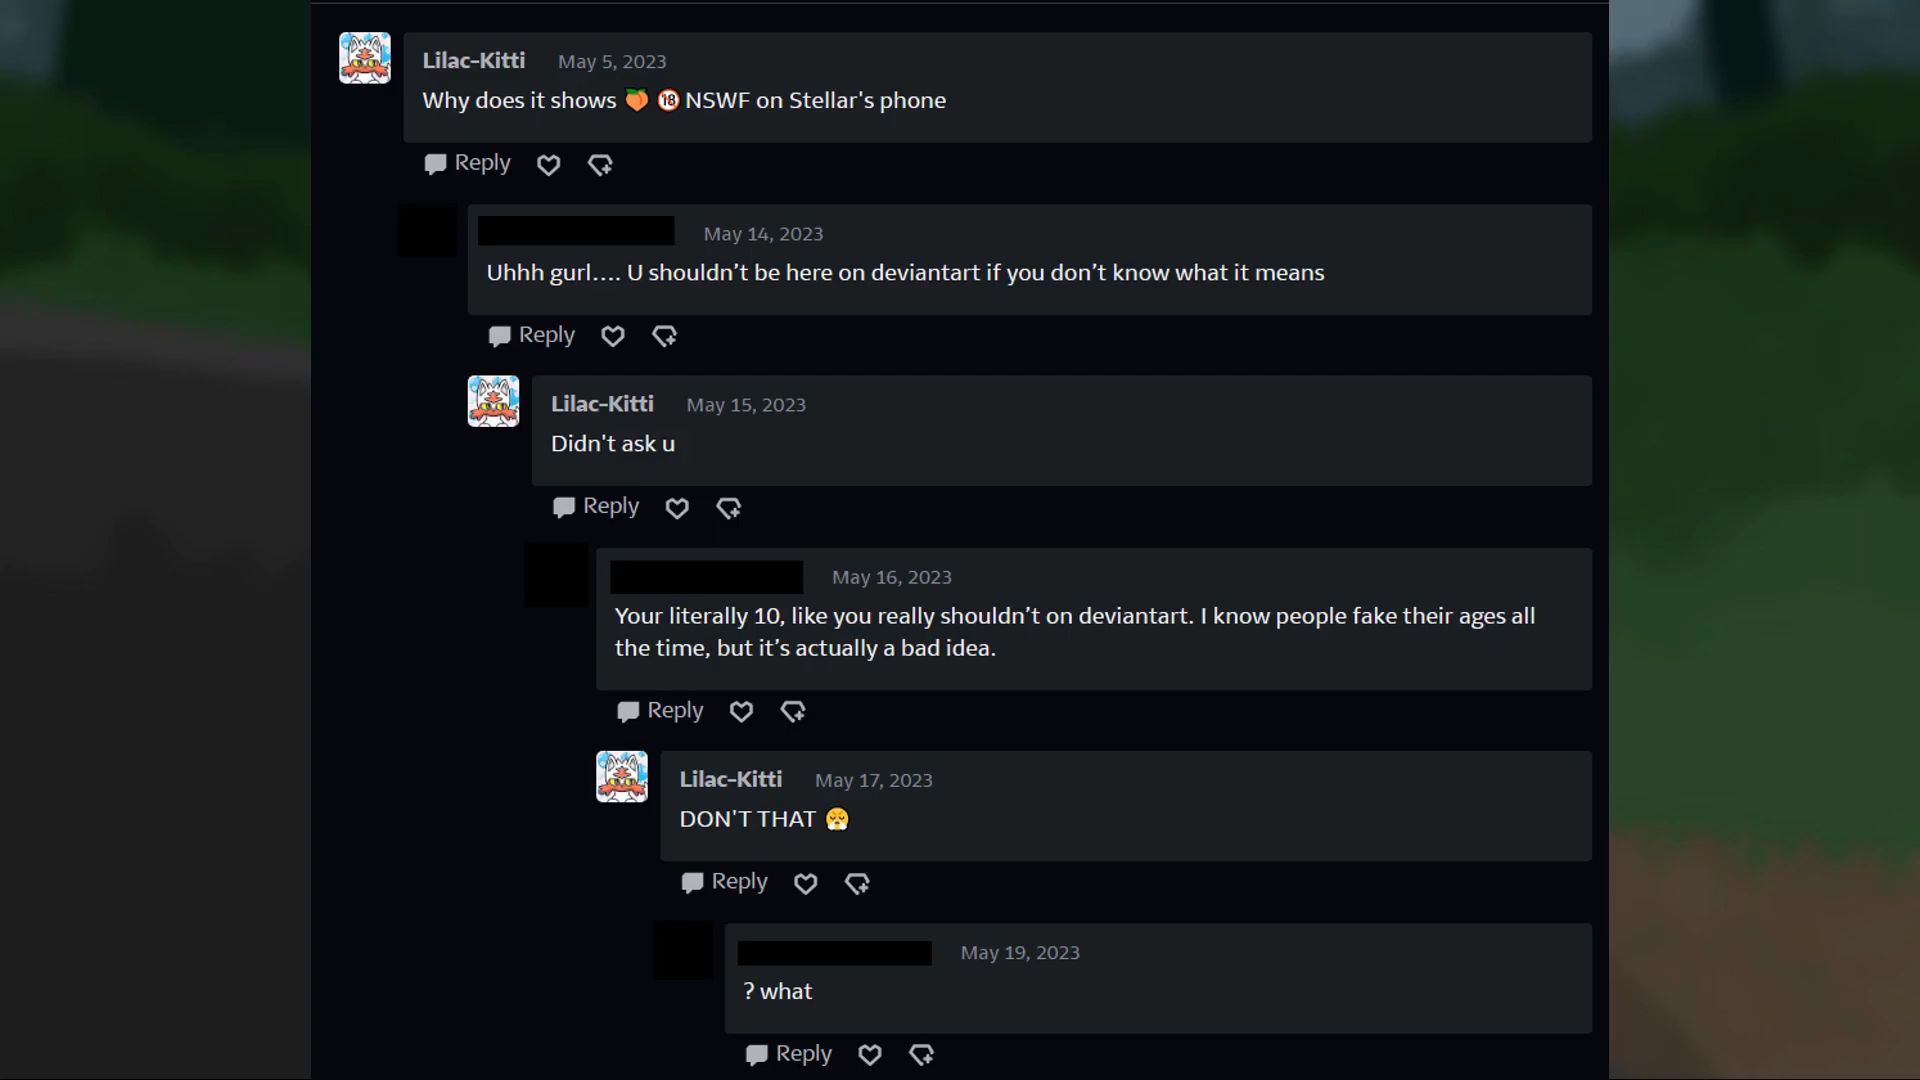 Lilac-Kitti May 5, 2023
Why does it shows 🍑 🔞 NSWF on Stellar's phone
Reply
May 14, 2023
Uhhh gurl.... U shouldn’t be here on deviantart if you don’t know what it means
Reply
Lilac-Kitti May 15, 2023
Didn't ask u
Reply
May 16, 2023
Your literally 10, like you really shouldn’t on deviantart. I know people fake their ages all
the time, but it’s actually a bad idea.
Reply
Lilac-Kitti May 17, 2023
DON'T THAT 😤
Reply
May 19, 2023
? what
Reply